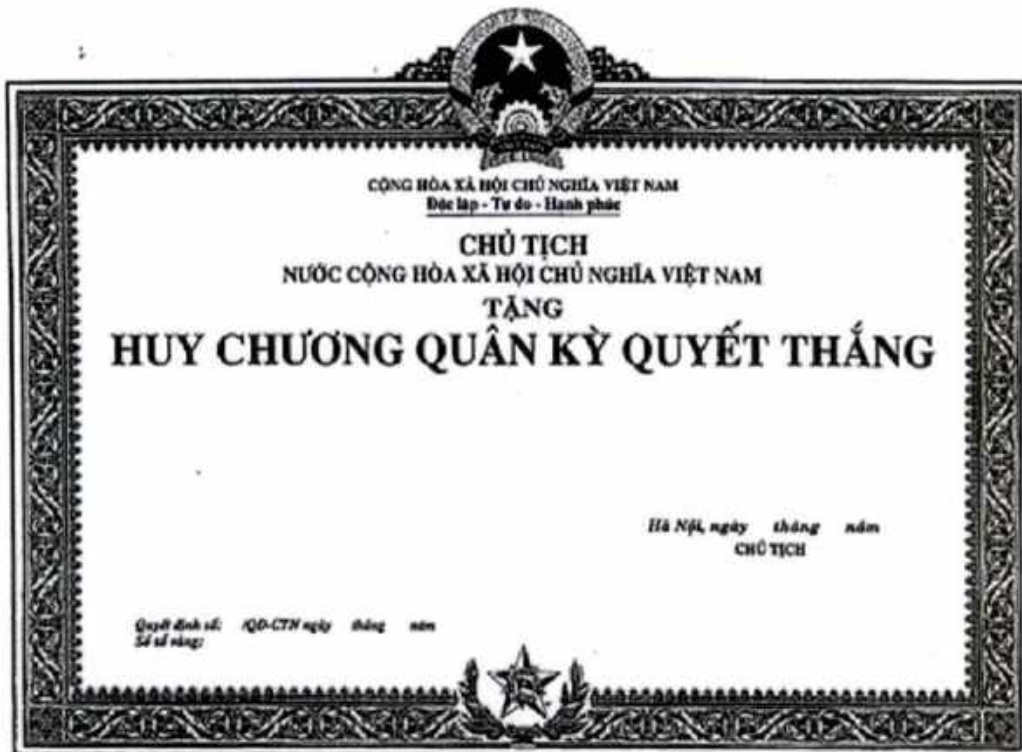 CỘNG HÒA XÃ HỘI CHỦ NGHĨA VIỆT NAM
Độc lập - Tự do - Hạnh phúc
CHỦ TỊCH
NƯỚC CỘNG HÒA XÃ HỘI CHỦ NGHĨA VIỆT NAM
TẶNG
HUY CHƯƠNG QUÂN KỲ QUYẾT THẮNG
Hà Nội, ngày tháng năm
CHỦ TỊCH
Quyết định số: /QĐ-CTN ngày tháng năm
Số sổ vàng: